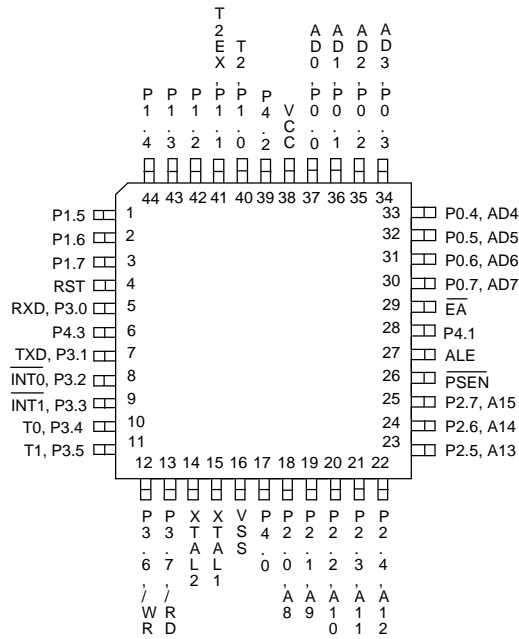 P1.4
P1.3
P1.2
T2EX,P1.1
T2,P1.0
P4.2
VCC
AD0,P0.0
AD1,P0.1
AD2,P0.2
AD3,P0.3
44 43 42 41 40 39 38 37 36 35 34
P1.5 1
P1.6 2
P1.7 3
RST 4
RXD, P3.0 5
P4.3 6
TXD, P3.1 7
INT0, P3.2 8
INT1, P3.3 9
T0, P3.4 10
T1, P3.5 11
33 P0.4, AD4
32 P0.5, AD5
31 P0.6, AD6
30 P0.7, AD7
29 EA
28 P4.1
27 ALE
26 PSEN
25 P2.7, A15
24 P2.6, A14
23 P2.5, A13
12 13 14 15 16 17 18 19 20 21 22
P3.6,/WR
P3.7,/RD
XTAL2
XTAL1
VSS
P4.0
P2.0,A8
P2.1,A9
P2.2,A10
P2.3,A11
P2.4,A12